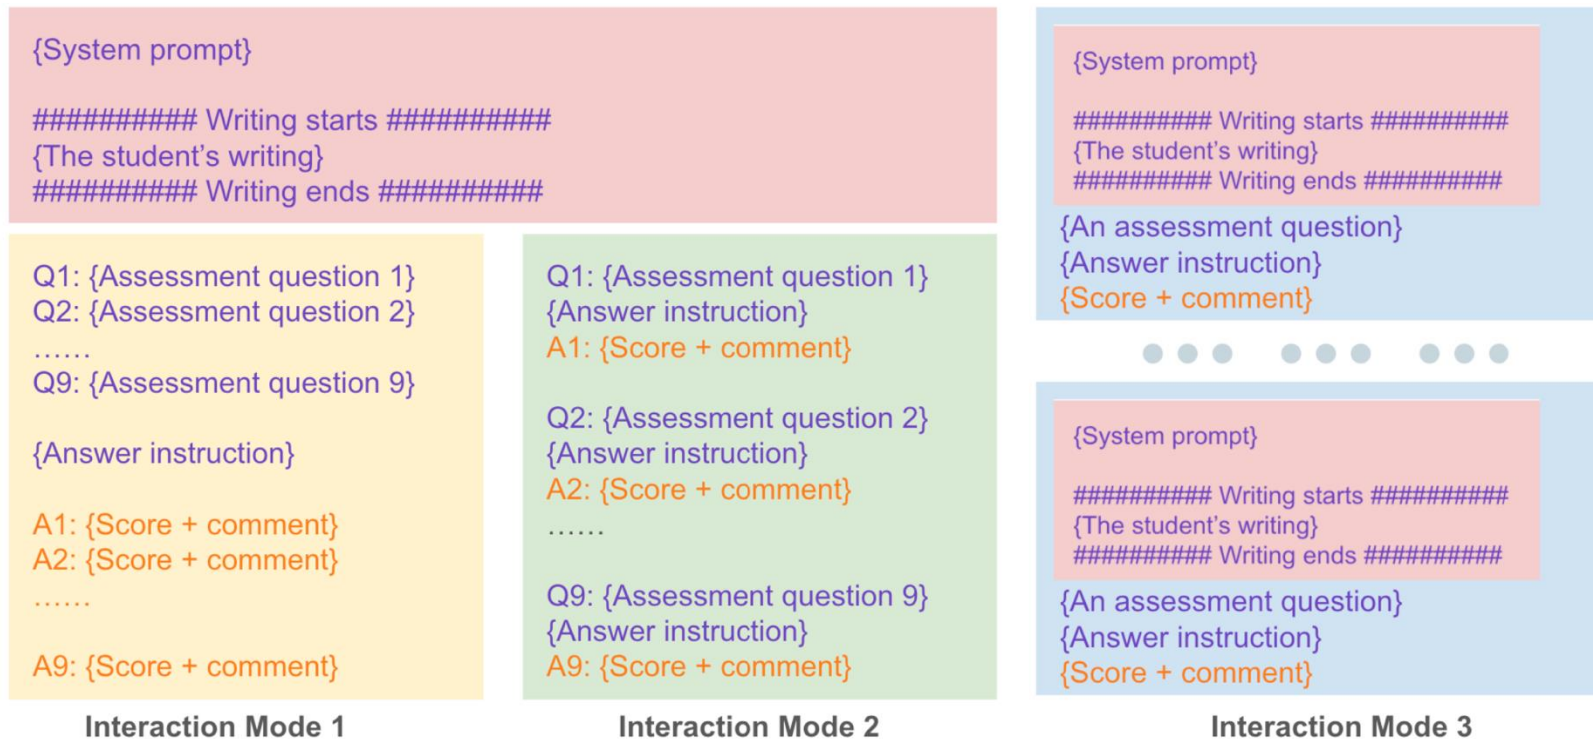 {System prompt}
########## Writing starts ##########
{The student’s writing}
########## Writing ends ##########
Q1: {Assessment question 1}
Q2: {Assessment question 2}
……
Q9: {Assessment question 9}
{Answer instruction}
A1: {Score + comment}
A2: {Score + comment}
……
A9: {Score + comment}
Interaction Mode 1
Q1: {Assessment question 1}
{Answer instruction}
A1: {Score + comment}
Q2: {Assessment question 2}
{Answer instruction}
A2: {Score + comment}
……
Q9: {Assessment question 9}
{Answer instruction}
A9: {Score + comment}
Interaction Mode 2
{System prompt}
########## Writing starts ##########
{The student’s writing}
########## Writing ends ##########
{An assessment question}
{Answer instruction}
{Score + comment}
{System prompt}
########## Writing starts ##########
{The student’s writing}
########## Writing ends ##########
{An assessment question}
{Answer instruction}
{Score + comment}
Interaction Mode 3